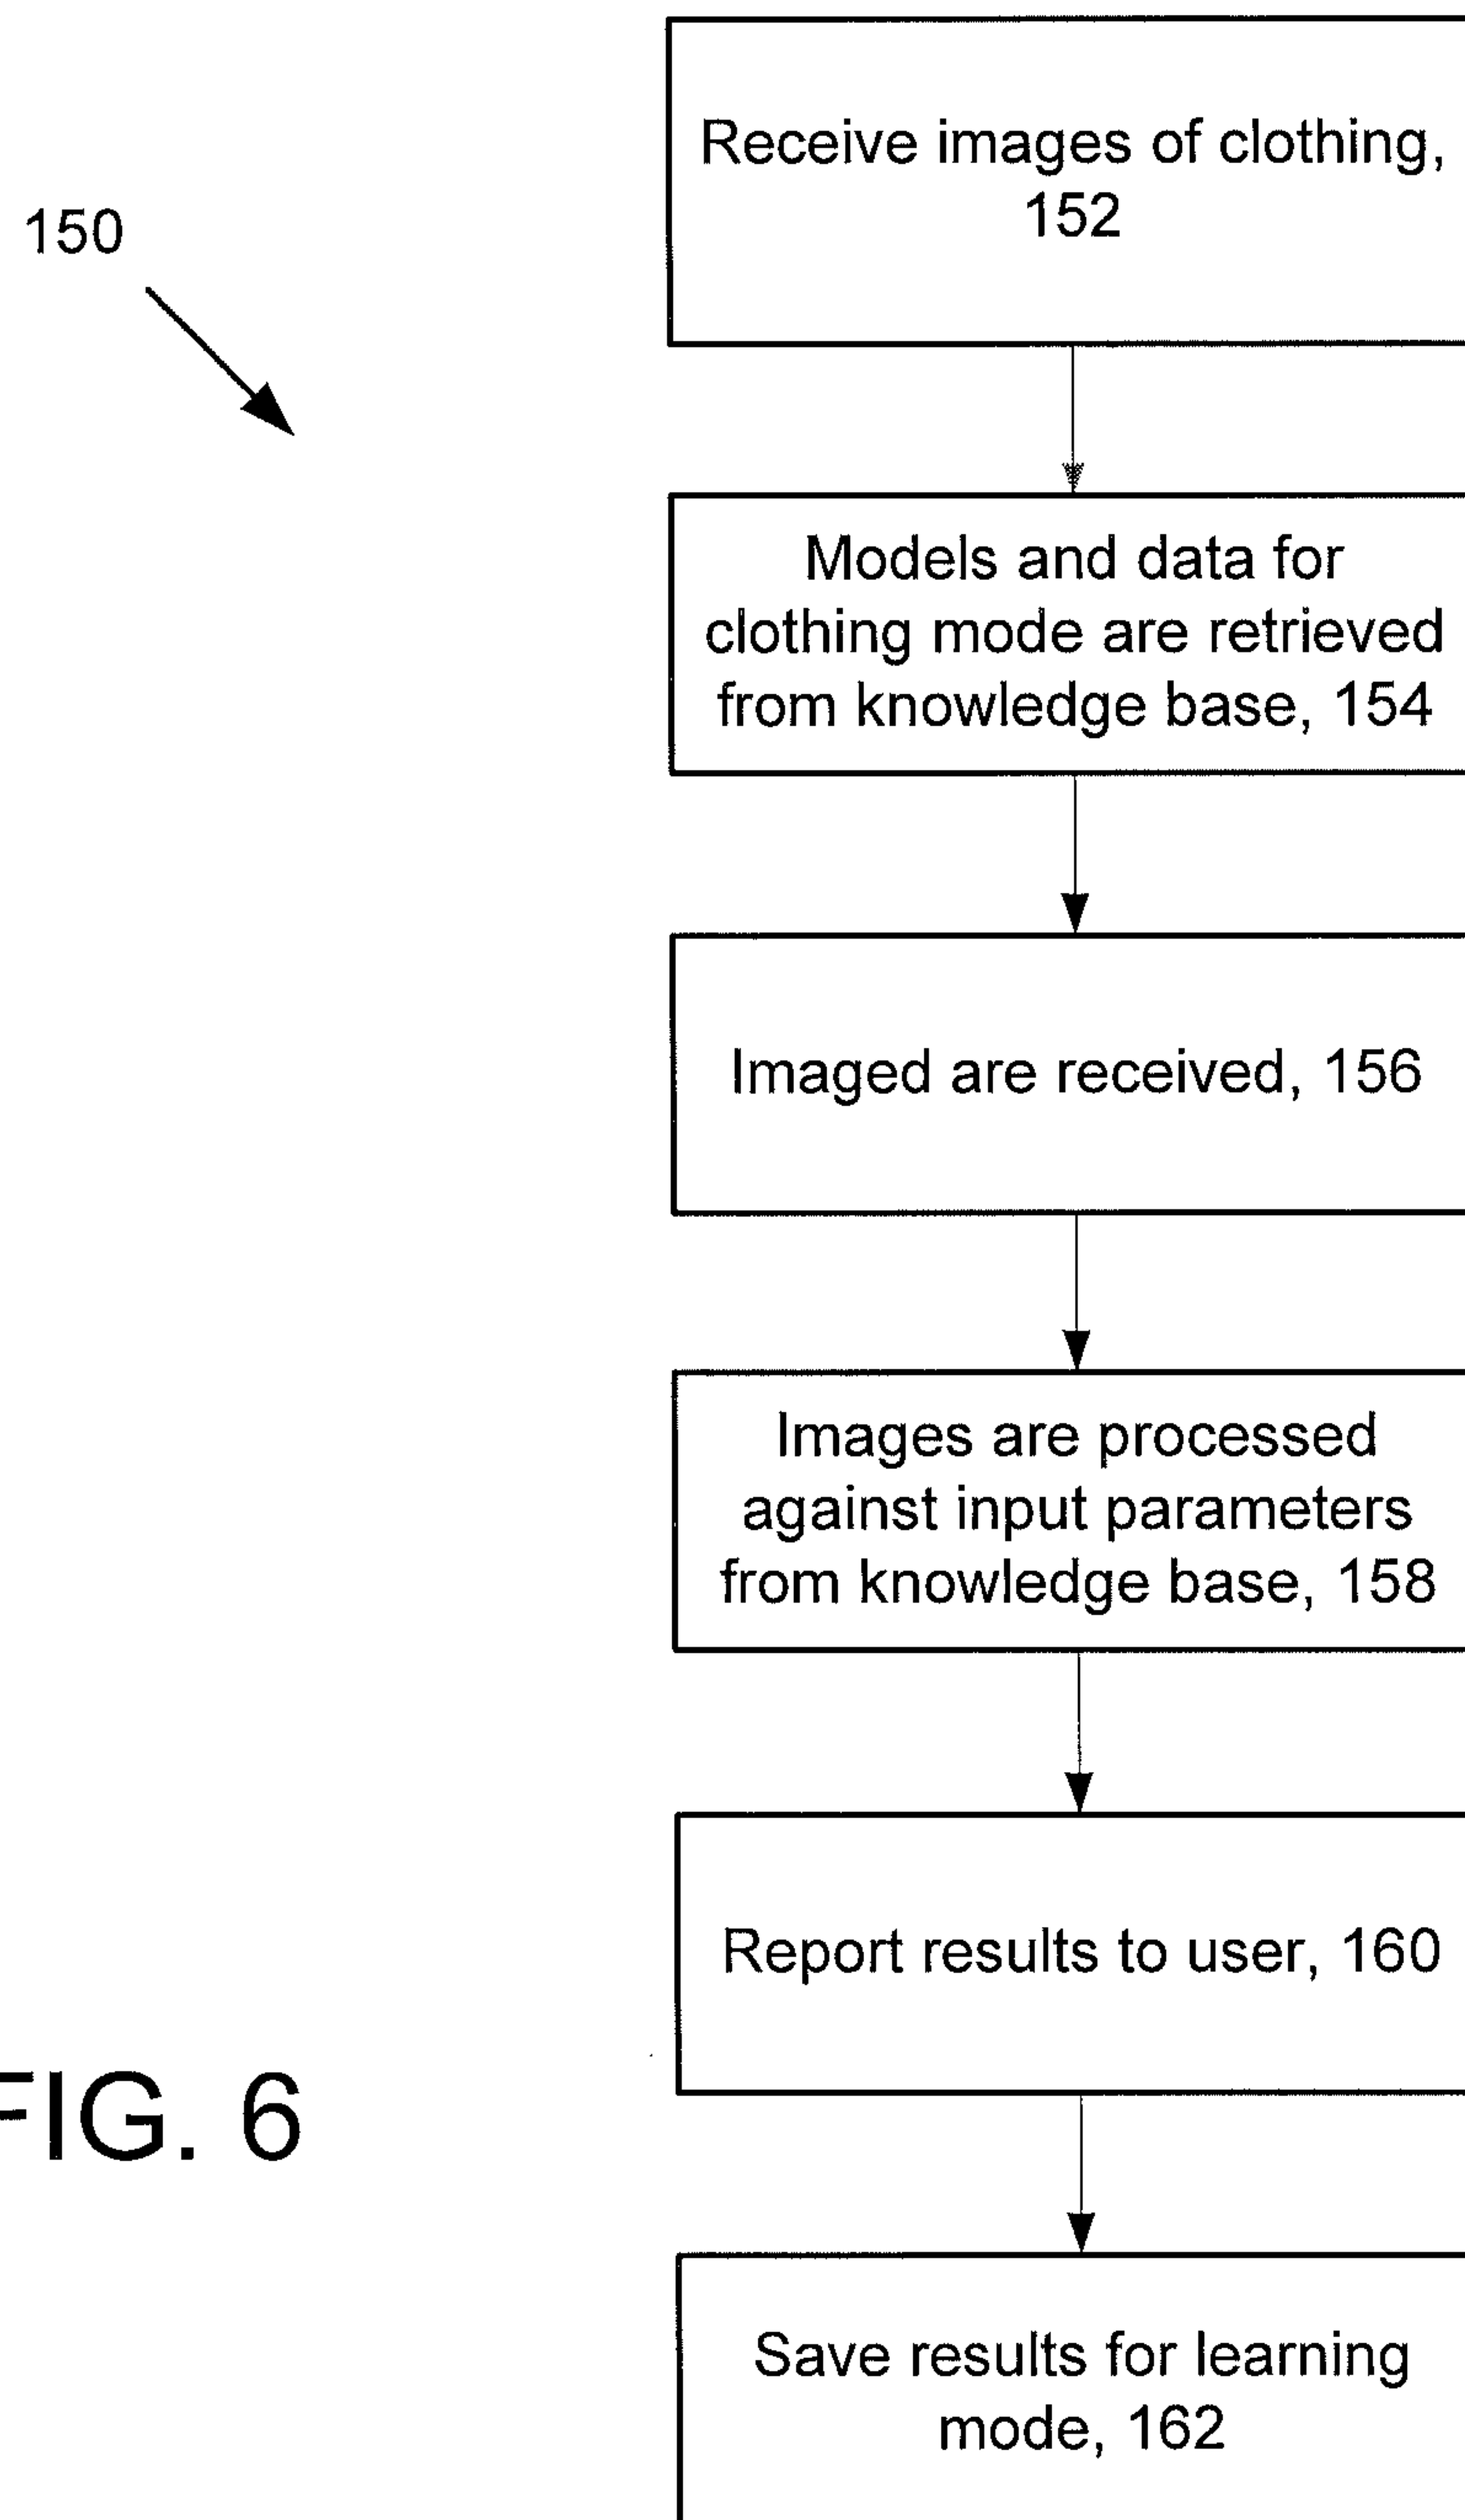 Receive images of clothing,
152
150
Models and data for
clothing mode are retrieved
from knowledge base, 154
Imaged are received, 156
Images are processed
against input parameters
from knowledge base, 158
Report results to user, 160
FIG. 6
Save results for learning
mode, 162